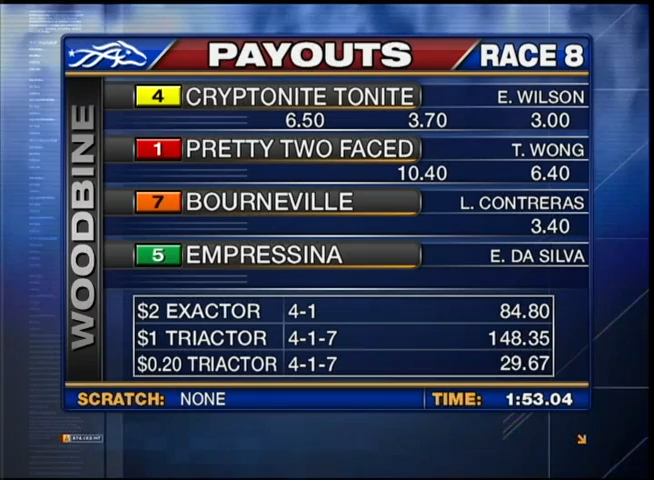 PAYOUTS RACE 8
WOODBINE
4 CRYPTONITE TONITE E. WILSON
6.50 3.70 3.00
1 PRETTY TWO FACED T. WONG
10.40 6.40
7 BOURNEVILLE L. CONTRERAS
3.40
5 EMPRESSINA E. DA SILVA
$2 EXACTOR 4-1 84.80
$1 TRIACTOR 4-1-7 148.35
$0.20 TRIACTOR 4-1-7 29.67
SCRATCH: NONE TIME: 1:53.04